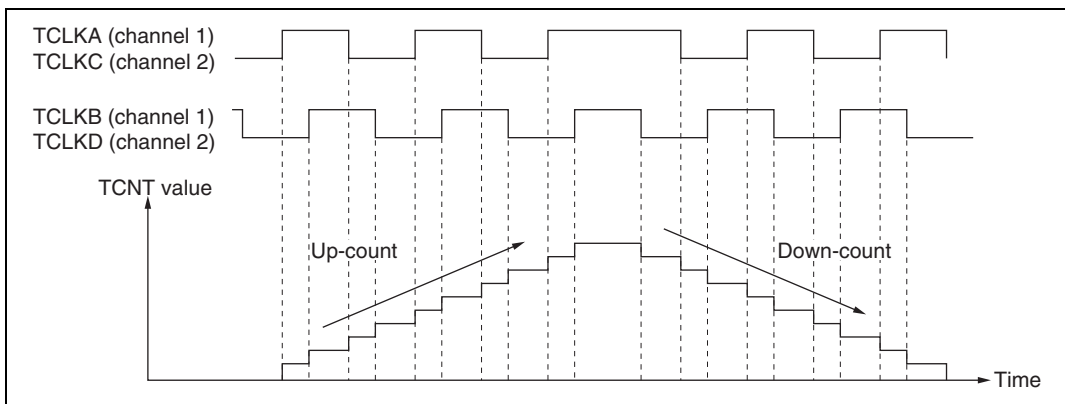 TCLKA (channel 1)
TCLKC (channel 2)
TCLKB (channel 1)
TCLKD (channel 2)
TCNT value
Up-count
Down-count
Time